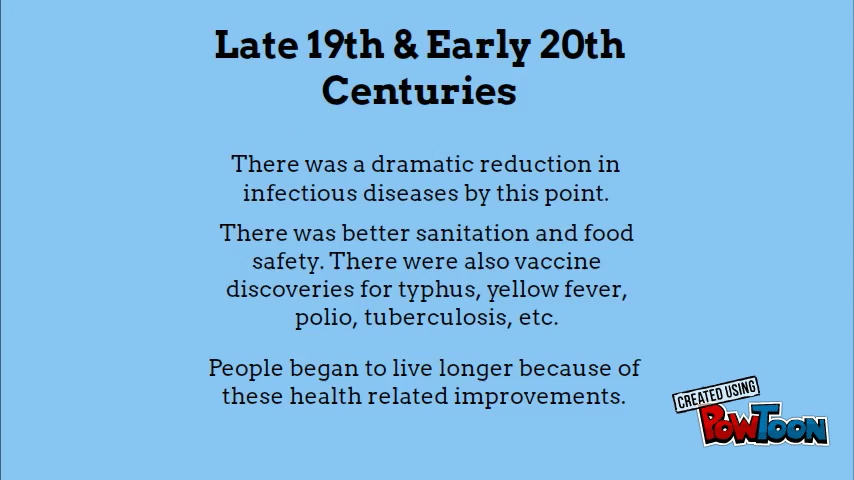 Late 19th & Early 20th
Centuries
There was a dramatic reduction in
infectious diseases by this point.
There was better sanitation and food
safety. There were also vaccine
discoveries for typhus, yellow fever,
polio, tuberculosis, etc.
People began to live longer because of
these health related improvements.
CREATED USING
POWTOON